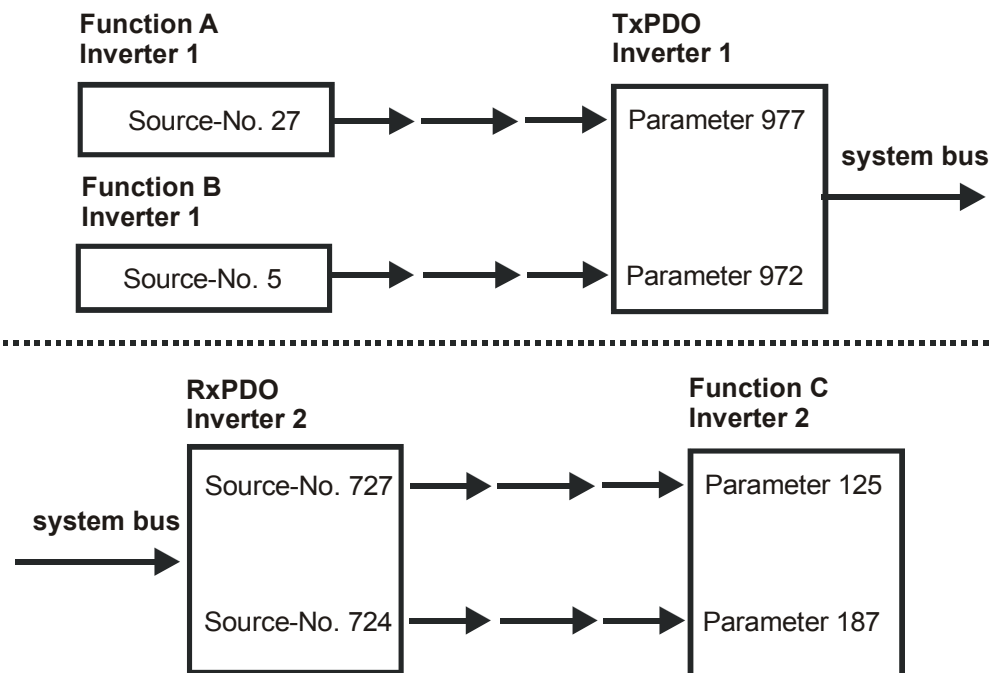 Function A
Inverter 1
TxPDO
Inverter 1
Source-No. 27
Parameter 977
system bus
Function B
Inverter 1
Source-No. 5
Parameter 972
RxPDO
Inverter 2
Function C
Inverter 2
Source-No. 727
Parameter 125
system bus
Source-No. 724
Parameter 187